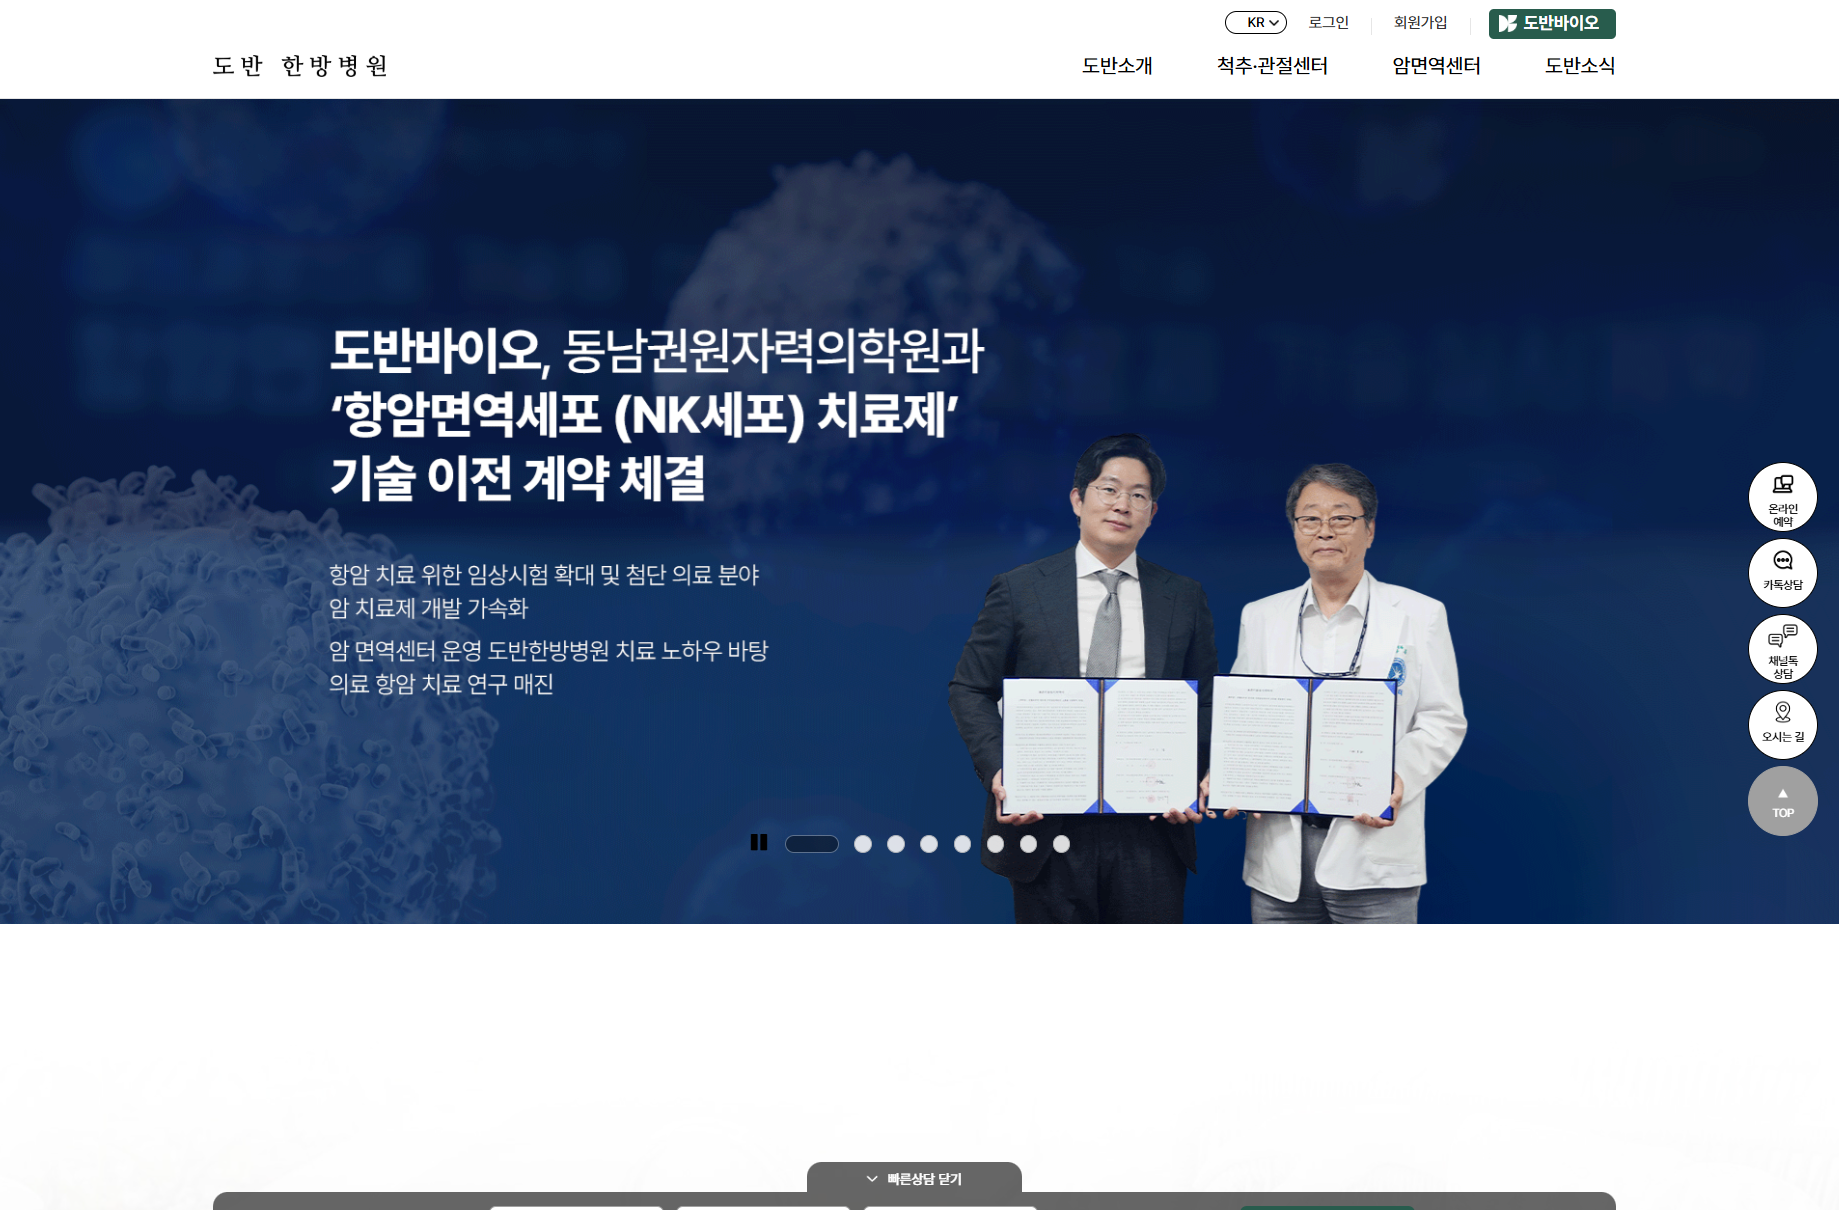 KR
로그인
회원가입
도반바이오
도반 한방병원
도반소개
척추·관절센터
암면역센터
도반소식
도반바이오, 동남권원자력의학원과
‘항암면역세포 (NK세포) 치료제’
기술 이전 계약 체결
항암 치료 위한 임상시험 확대 및 첨단 의료 분야
암 치료제 개발 가속화
암 면역센터 운영 도반한방병원 치료 노하우 바탕
의료 항암 치료 연구 매진
온라인
예약
카톡상담
채널톡
상담
오시는 길
TOP
빠른상담 닫기